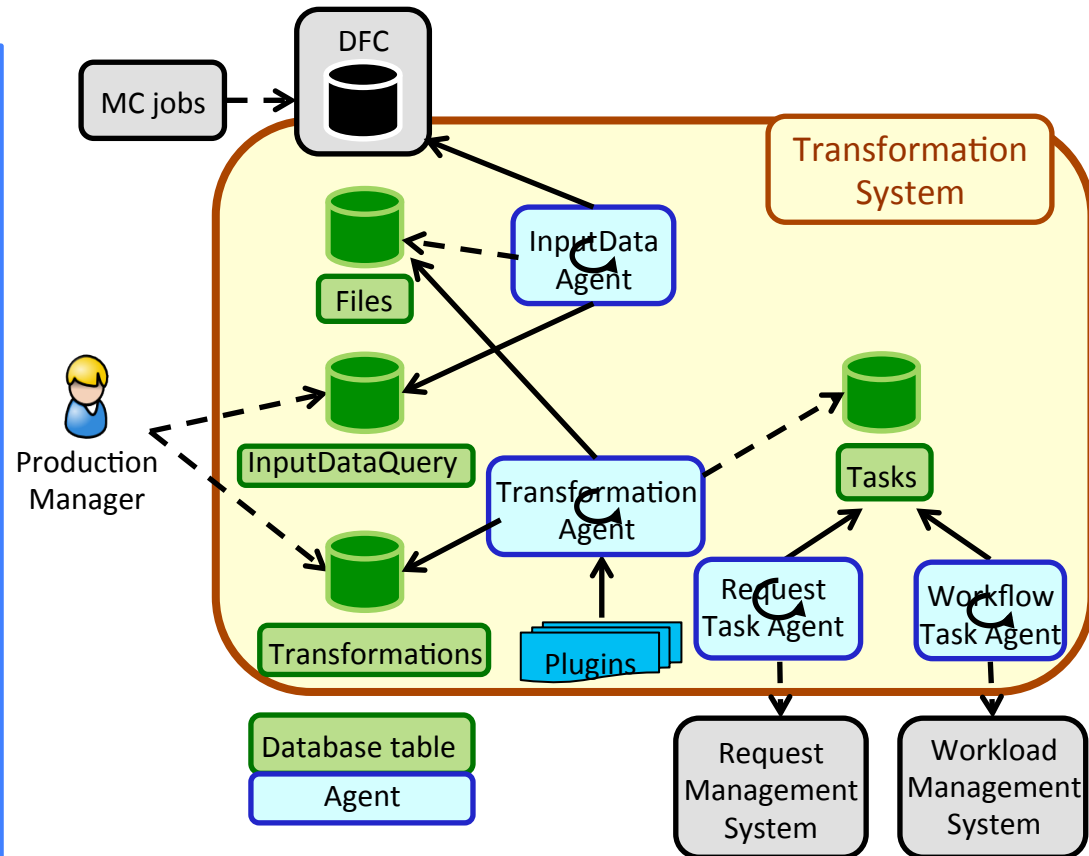 DFC
MC jobs
Transformation
System
InputData
Agent
Files
Production
Manager
InputDataQuery
Transformation
Agent
Tasks
Request
Task Agent
Workflow
Task Agent
Transformations
Plugins
Database table
Agent
Request
Management
System
Workload
Management
System